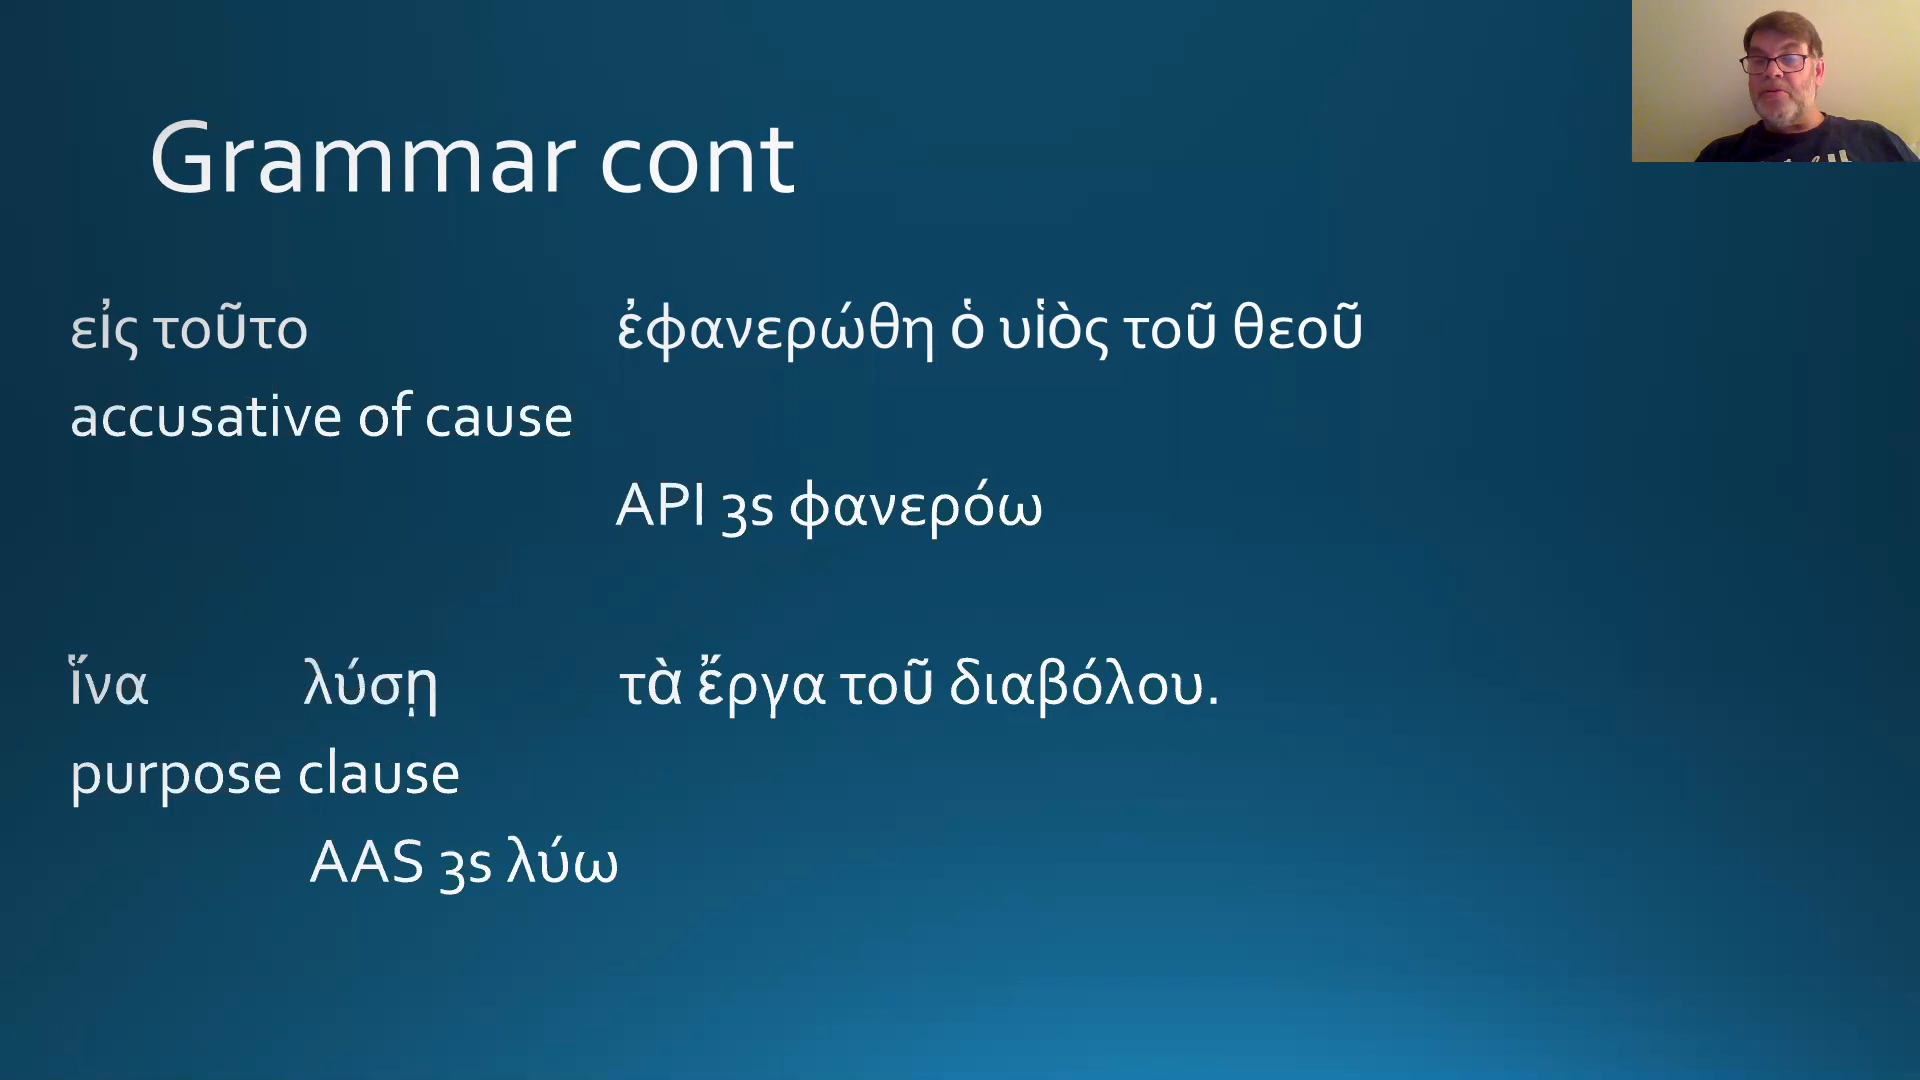 Grammar cont
εἰς τοῦτο ἐφανερώθη ὁ υἱὸς τοῦ θεοῦ
accusative of cause
API 3s φανερόω
ἵνα λύσῃ τὰ ἔργα τοῦ διαβόλου.
purpose clause
AAS 3s λύω